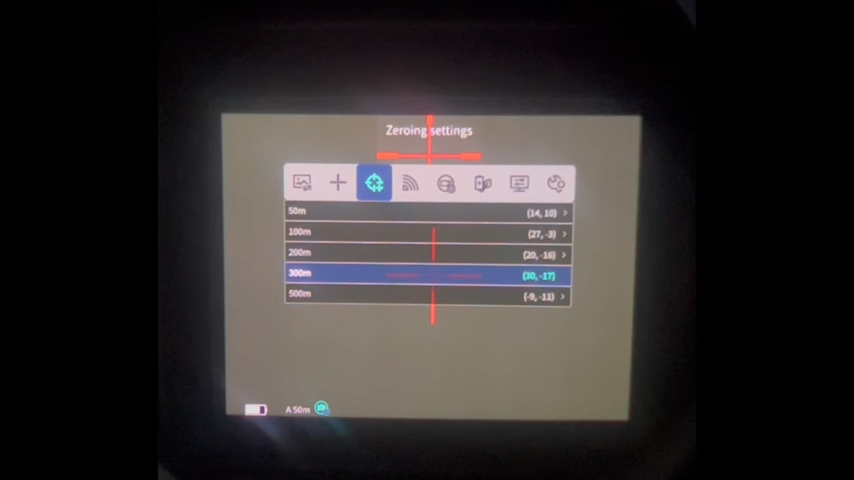 Zeroing settings
50m (14, 10) >
100m (27, -3) >
200m (20, -16) >
300m (30, -17)
500m (-9, -11) >
A 50m